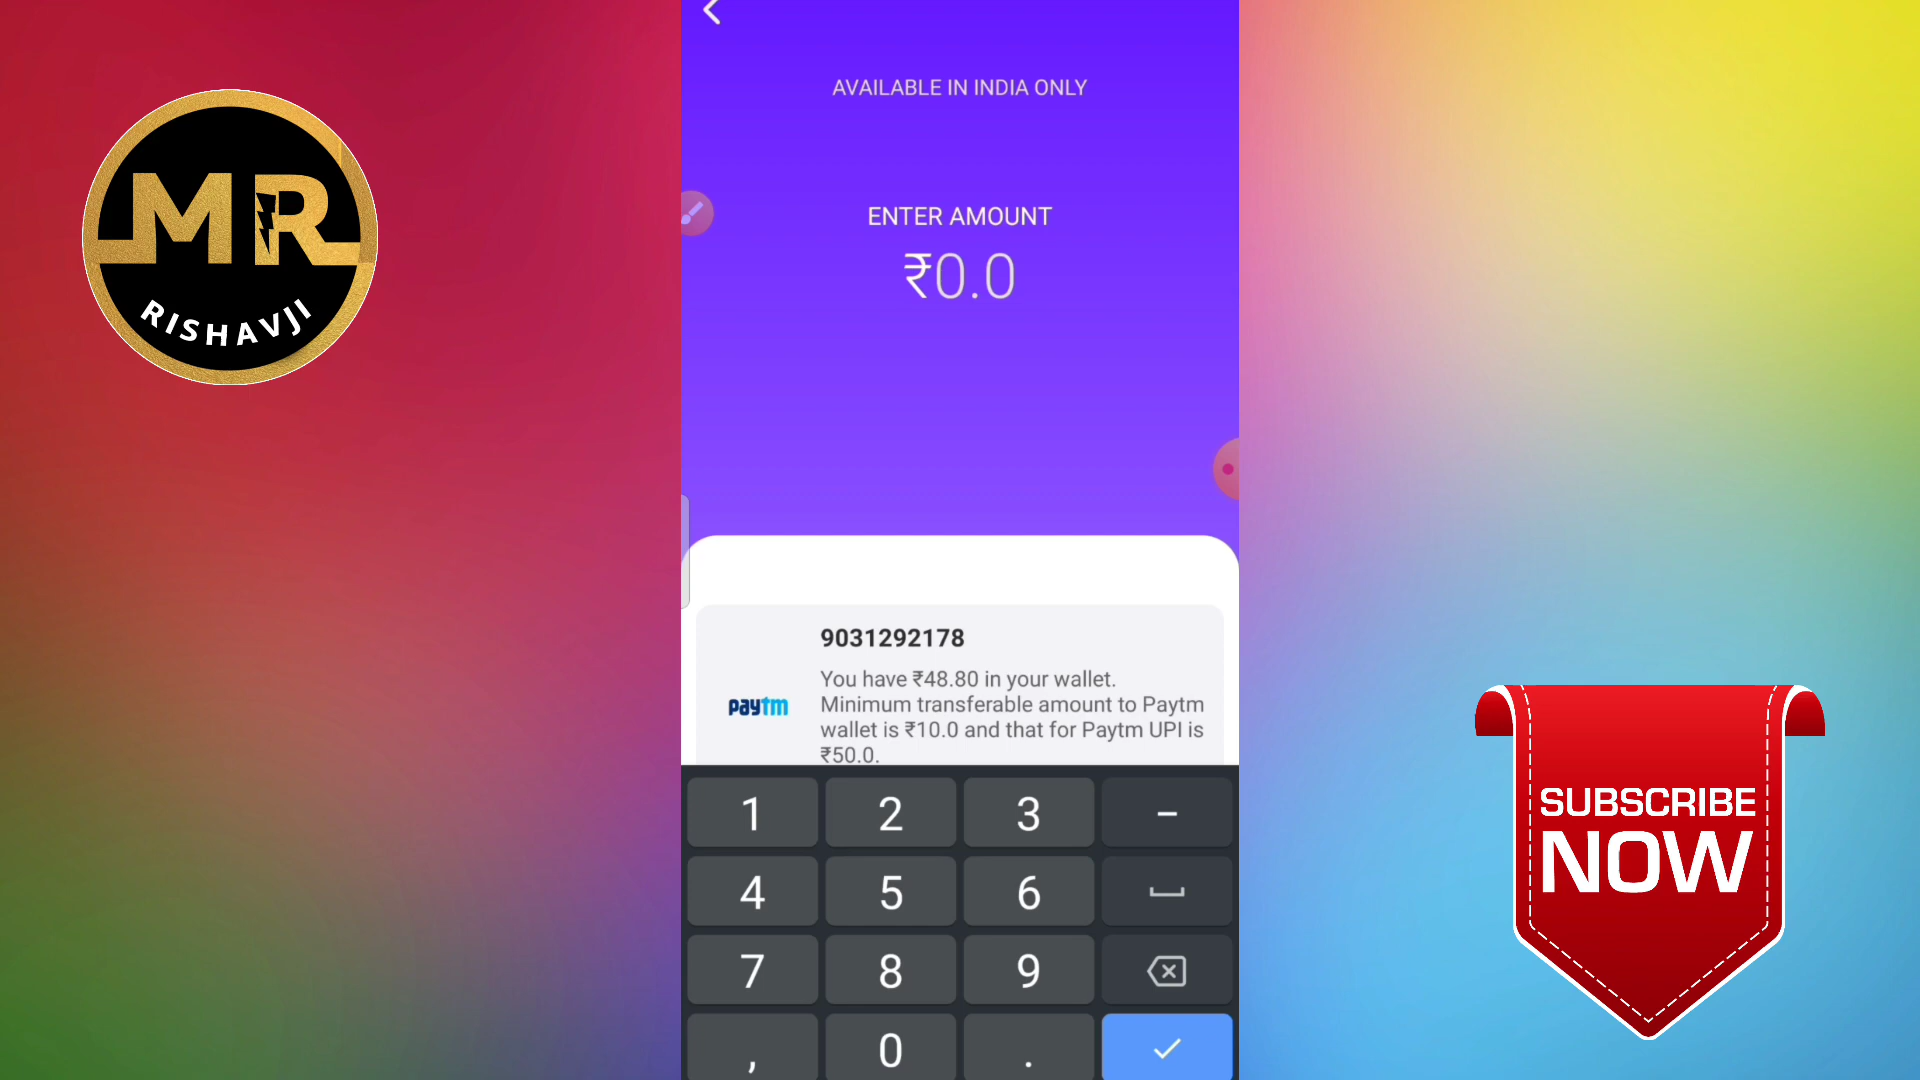 MR
RISHAVJI
AVAILABLE IN INDIA ONLY
ENTER AMOUNT
₹0.0
9031292178
paytm
You have ₹48.80 in your wallet.
Minimum transferable amount to Paytm
wallet is ₹10.0 and that for Paytm UPI is
₹50.0.
1 2 3 –
4 5 6
7 8 9
, 0 .
SUBSCRIBE
NOW